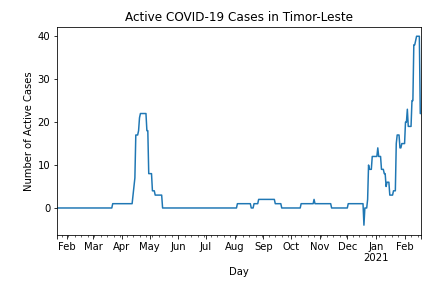 Active COVID-19 Cases in Timor-Leste
Number of Active Cases
40
30
20
10
0
Feb Mar Apr May Jun Jul Aug Sep Oct Nov Dec Jan Feb
2021
Day